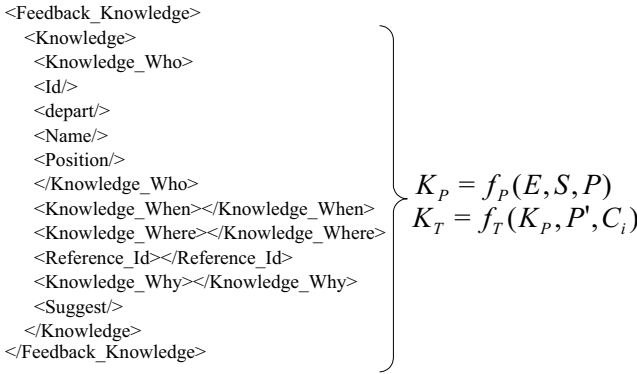 <Feedback_Knowledge>
<Knowledge>
<Knowledge_Who>
<Id/>
<depart/>
<Name/>
<Position/>
</Knowledge_Who>
<Knowledge_When></Knowledge_When>
<Knowledge_Where></Knowledge_Where>
<Reference_Id></Reference_Id>
<Knowledge_Why></Knowledge_Why>
<Suggest/>
</Knowledge>
</Feedback_Knowledge>
K_P = f_P(E, S, P)
K_T = f_T(K_P, P', C_i)